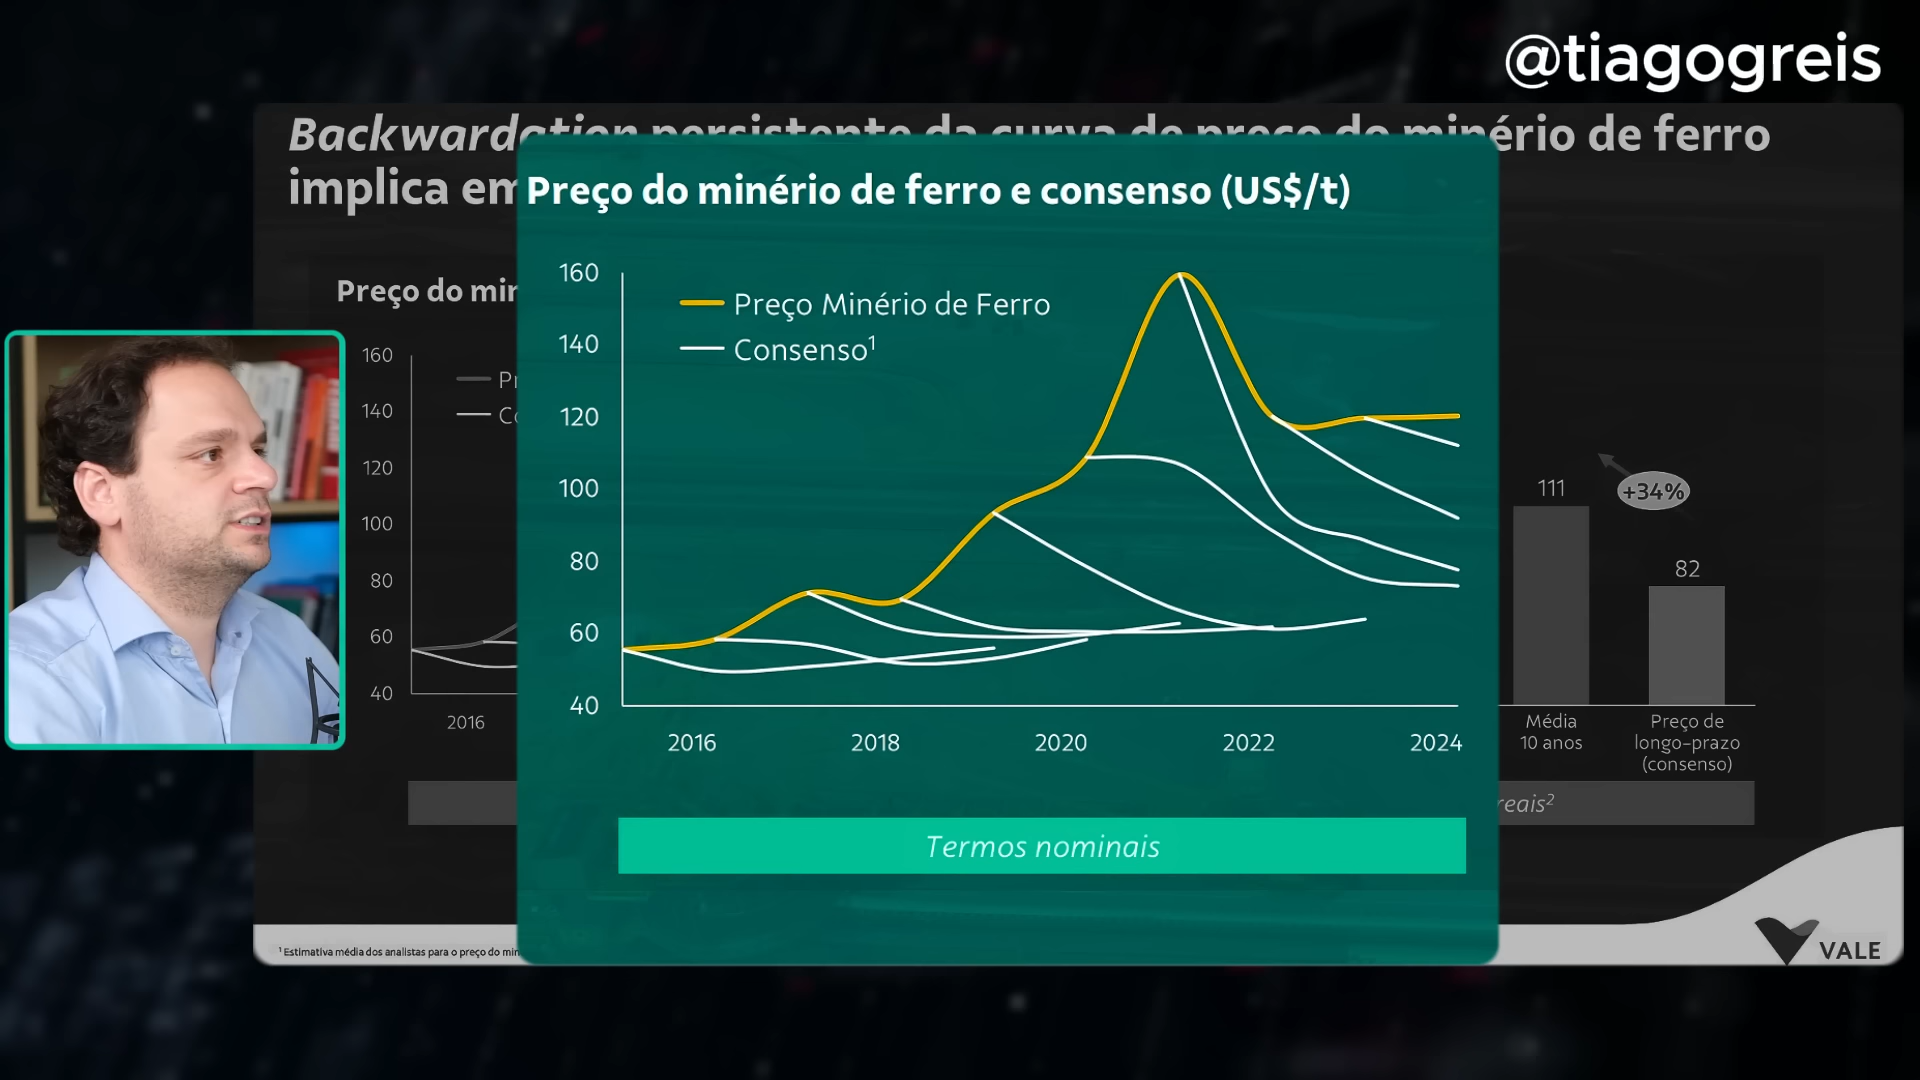 @tiagogreis
Backwardation persistente da curva de preço do minério de ferro
implica em
Preço do minério de ferro e consenso (US$/t)
160
140
120
100
80
60
40
Preço Minério de Ferro
Consenso¹
2016
2018
2020
2022
2024
Termos nominais
Preço do min
160
140
120
100
80
60
40
Pr
Co
2016
111
+34%
82
Média
10 anos
Preço de
longo-prazo
(consenso)
reais²
¹ Estimativa média dos analistas para o preço do min
VALE